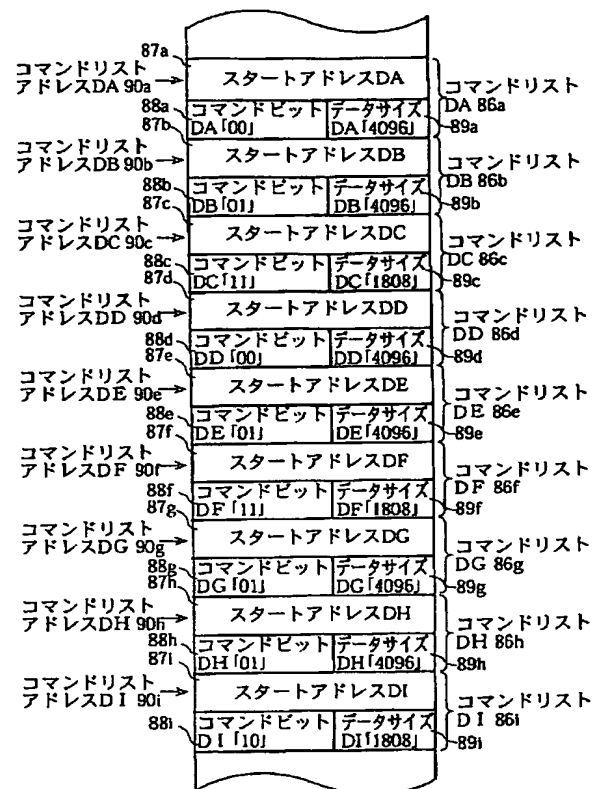 87a
コマンドリスト
アドレスDA 90a
スタートアドレスDA
コマンドリスト
DA 86a
88a
コマンドビット
DA「00」
データサイズ
DA「4096」
89a
87b
コマンドリスト
アドレスDB 90b
スタートアドレスDB
コマンドリスト
DB 86b
88b
コマンドビット
DB「01」
データサイズ
DB「4096」
89b
87c
コマンドリスト
アドレスDC 90c
スタートアドレスDC
コマンドリスト
DC 86c
88c
コマンドビット
DC「11」
データサイズ
DC「1808」
89c
87d
コマンドリスト
アドレスDD 90d
スタートアドレスDD
コマンドリスト
DD 86d
88d
コマンドビット
DD「00」
データサイズ
DD「4096」
89d
87e
コマンドリスト
アドレスDE 90e
スタートアドレスDE
コマンドリスト
DE 86e
88e
コマンドビット
DE「01」
データサイズ
DE「4096」
89e
87f
コマンドリスト
アドレスDF 90f
スタートアドレスDF
コマンドリスト
DF 86f
88f
コマンドビット
DF「11」
データサイズ
DF「1808」
89f
87g
コマンドリスト
アドレスDG 90g
スタートアドレスDG
コマンドリスト
DG 86g
88g
コマンドビット
DG「01」
データサイズ
DG「4096」
89g
87h
コマンドリスト
アドレスDH 90h
スタートアドレスDH
コマンドリスト
DH 86h
88h
コマンドビット
DH「01」
データサイズ
DH「4096」
89h
87i
コマンドリスト
アドレスDI 90i
スタートアドレスDI
コマンドリスト
DI 86i
88i
コマンドビット
DI「10」
データサイズ
DI「1808」
89i